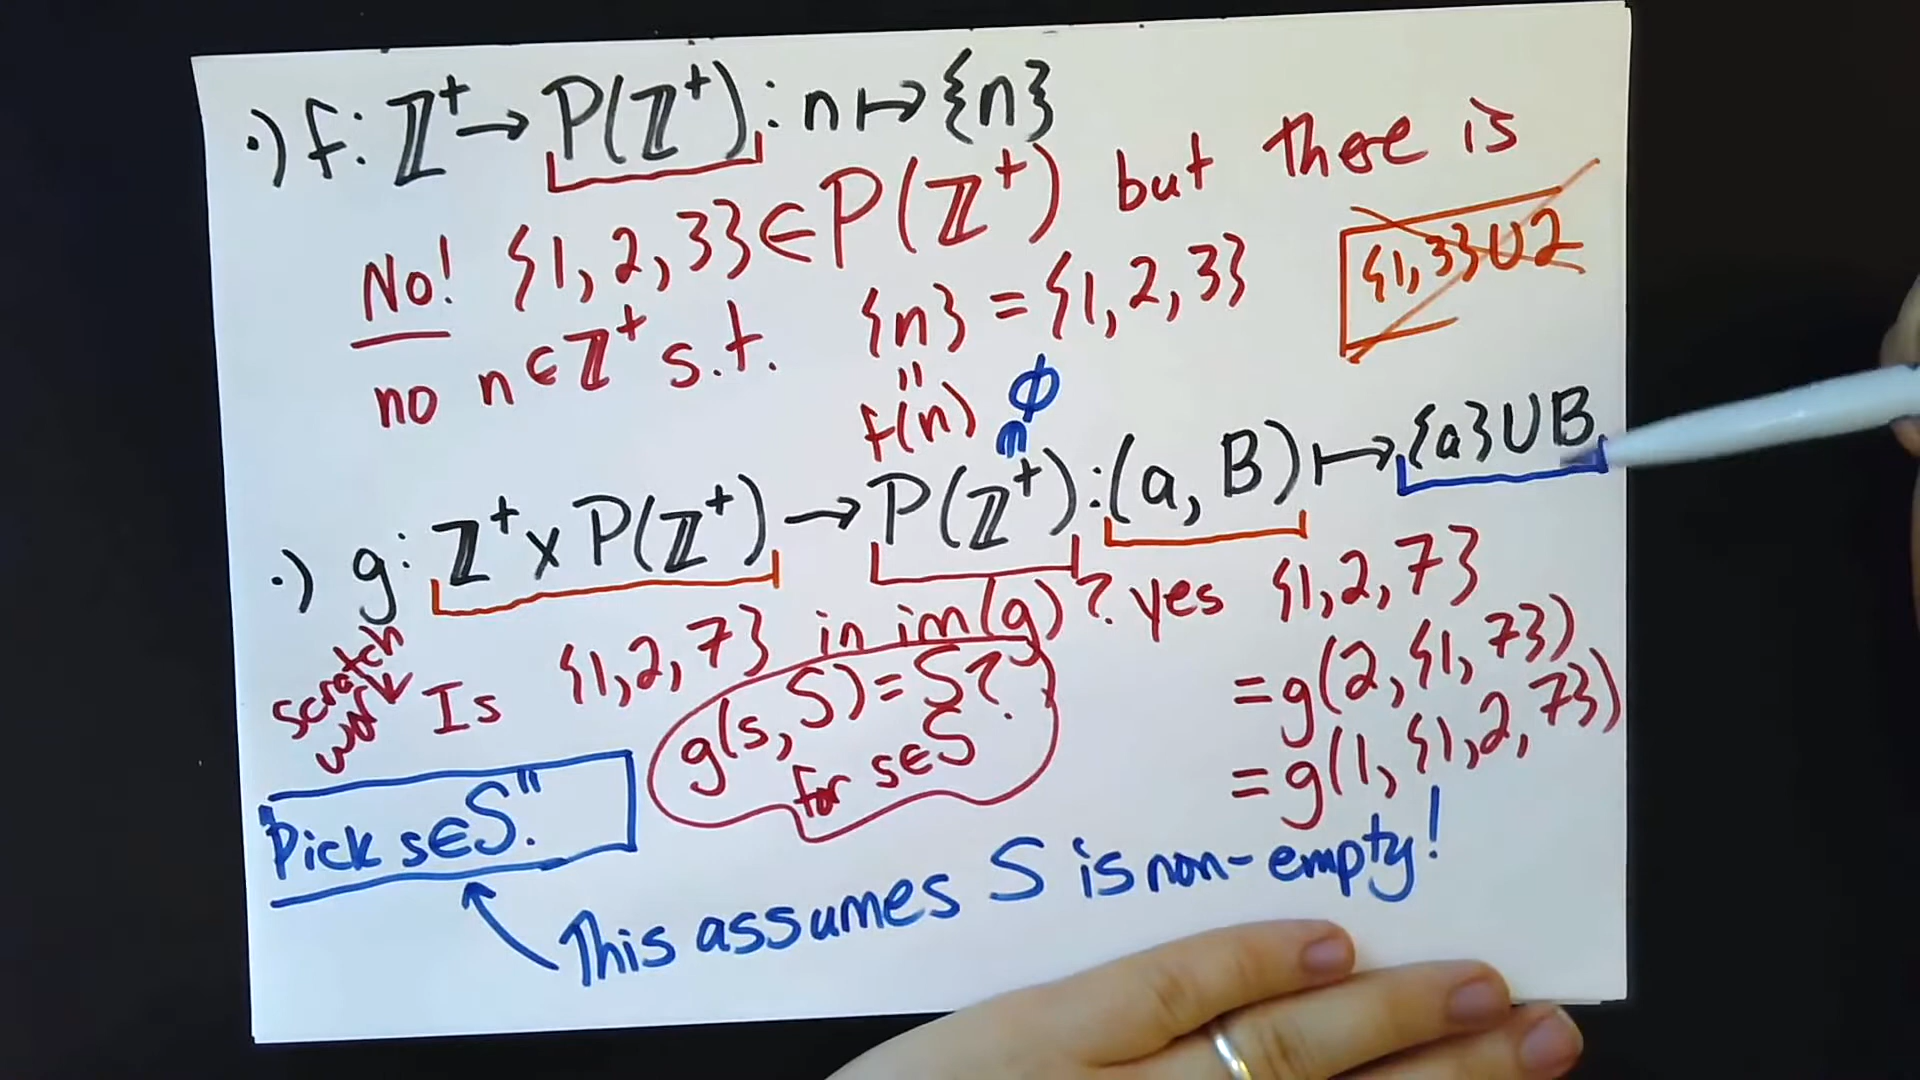 •) f: ℤ⁺ → P(ℤ⁺) : n ↦ {n}
No! {1,2,3} ∈ P(ℤ⁺) but there is
no n ∈ ℤ⁺ s.t. {n} = {1,2,3}
{1,3} ∪ 2
"
f(n)
∅
∩
•) g: ℤ⁺ x P(ℤ⁺) → P(ℤ⁺) : (a, B) ↦ {a} ∪ B
scratch work
Is {1,2,7} in im(g)? yes {1,2,7}
= g(2, {1,7})
= g(1, {1,2,7})
g(s, S) = S?
for s∈S
"Pick s∈S."
This assumes S is non-empty!